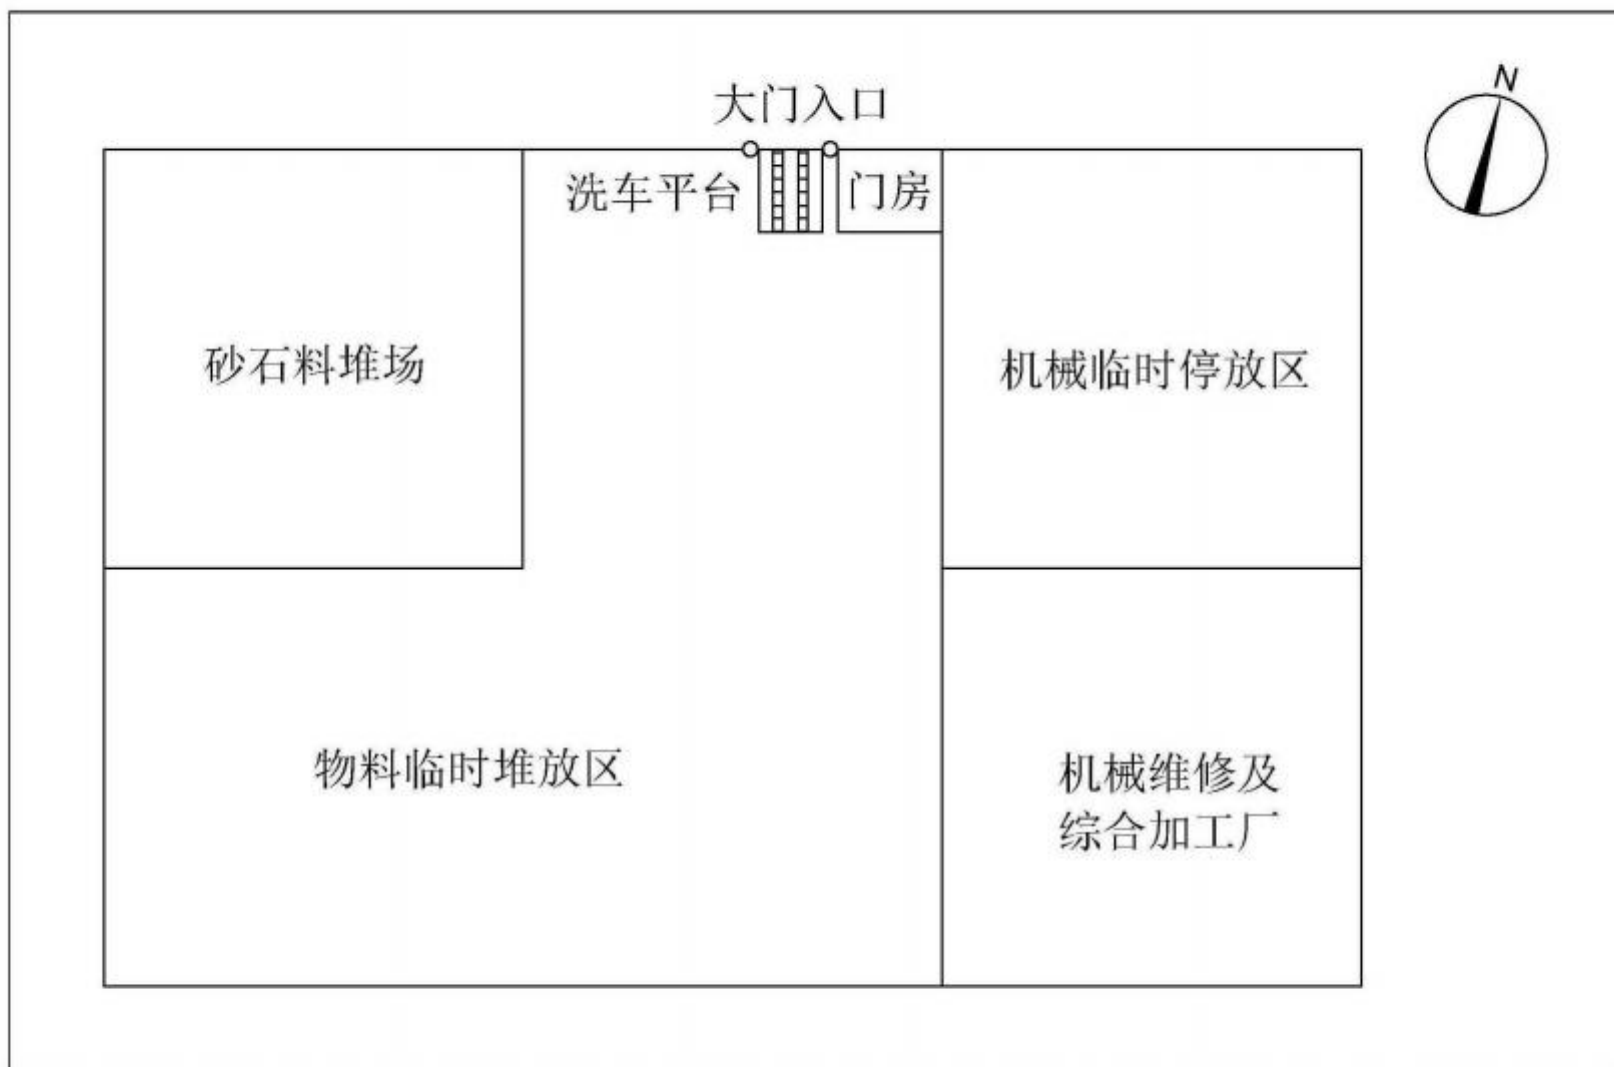 N
大门入口
洗车平台
门房
砂石料堆场
机械临时停放区
物料临时堆放区
机械维修及
综合加工厂